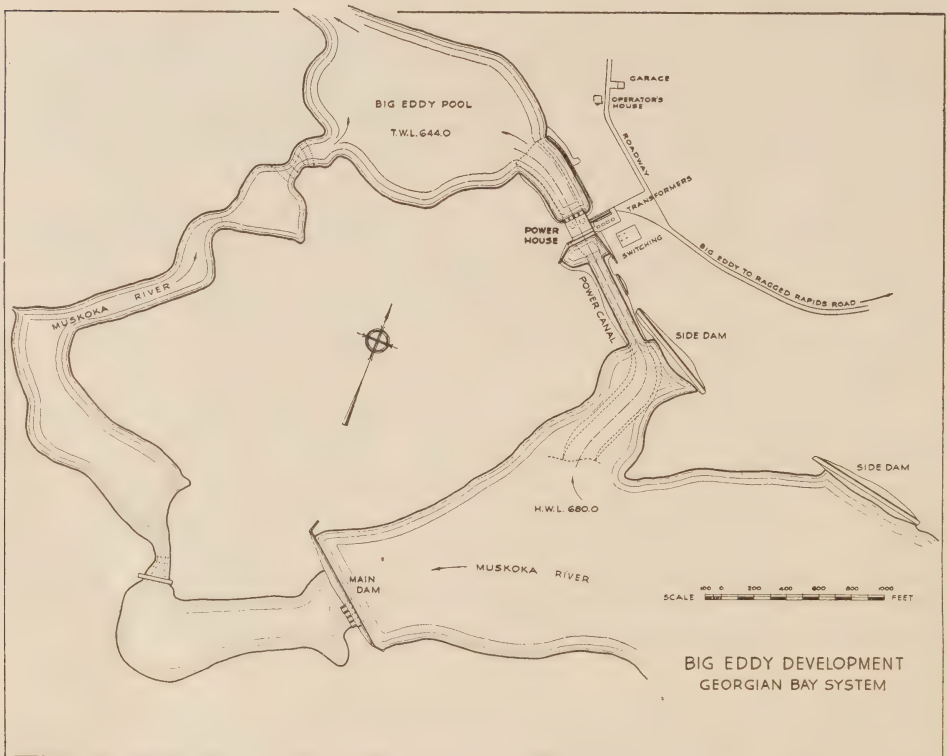 BIG EDDY POOL
T.W.L. 644.0
GARAGE
OPERATOR'S
HOUSE
ROADWAY
TRANSFORMERS
POWER
HOUSE
SWITCHING
BIG EDDY TO RAGGED RAPIDS ROAD
MUSKOKA RIVER
POWER CANAL
SIDE DAM
SIDE DAM
H.W.L. 680.0
MAIN
DAM
MUSKOKA RIVER
SCALE 100 0 200 400 600 800 1000 FEET
BIG EDDY DEVELOPMENT
GEORGIAN BAY SYSTEM